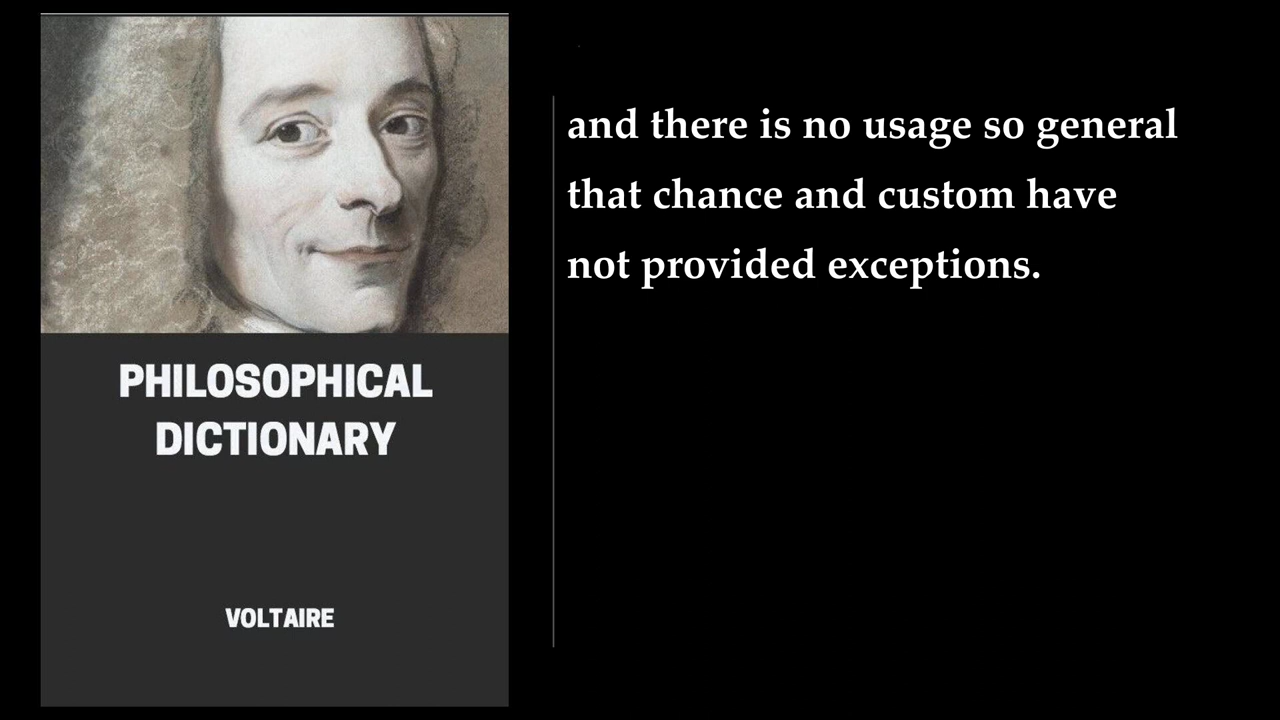 PHILOSOPHICAL
DICTIONARY
VOLTAIRE
and there is no usage so general
that chance and custom have
not provided exceptions.